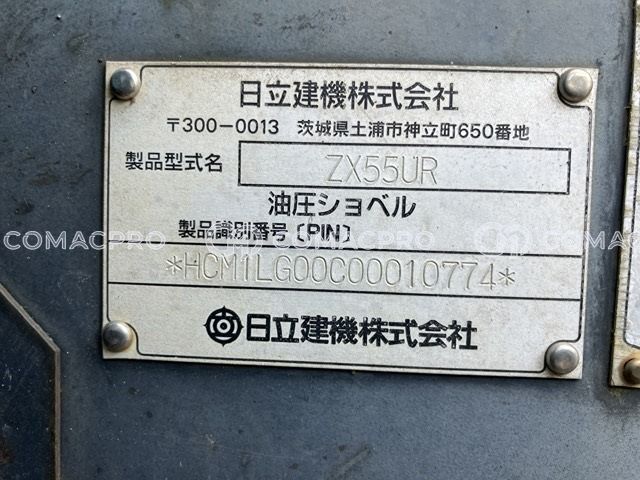 日立建機株式会社
〒300-0013 茨城県土浦市神立町650番地
製品型式名 ZX55UR
油圧ショベル
製品識別番号〔PIN〕
COMACPRO COMACPRO COMACPRO COMACPRO
*HCM1LG00C00010774*
日立建機株式会社